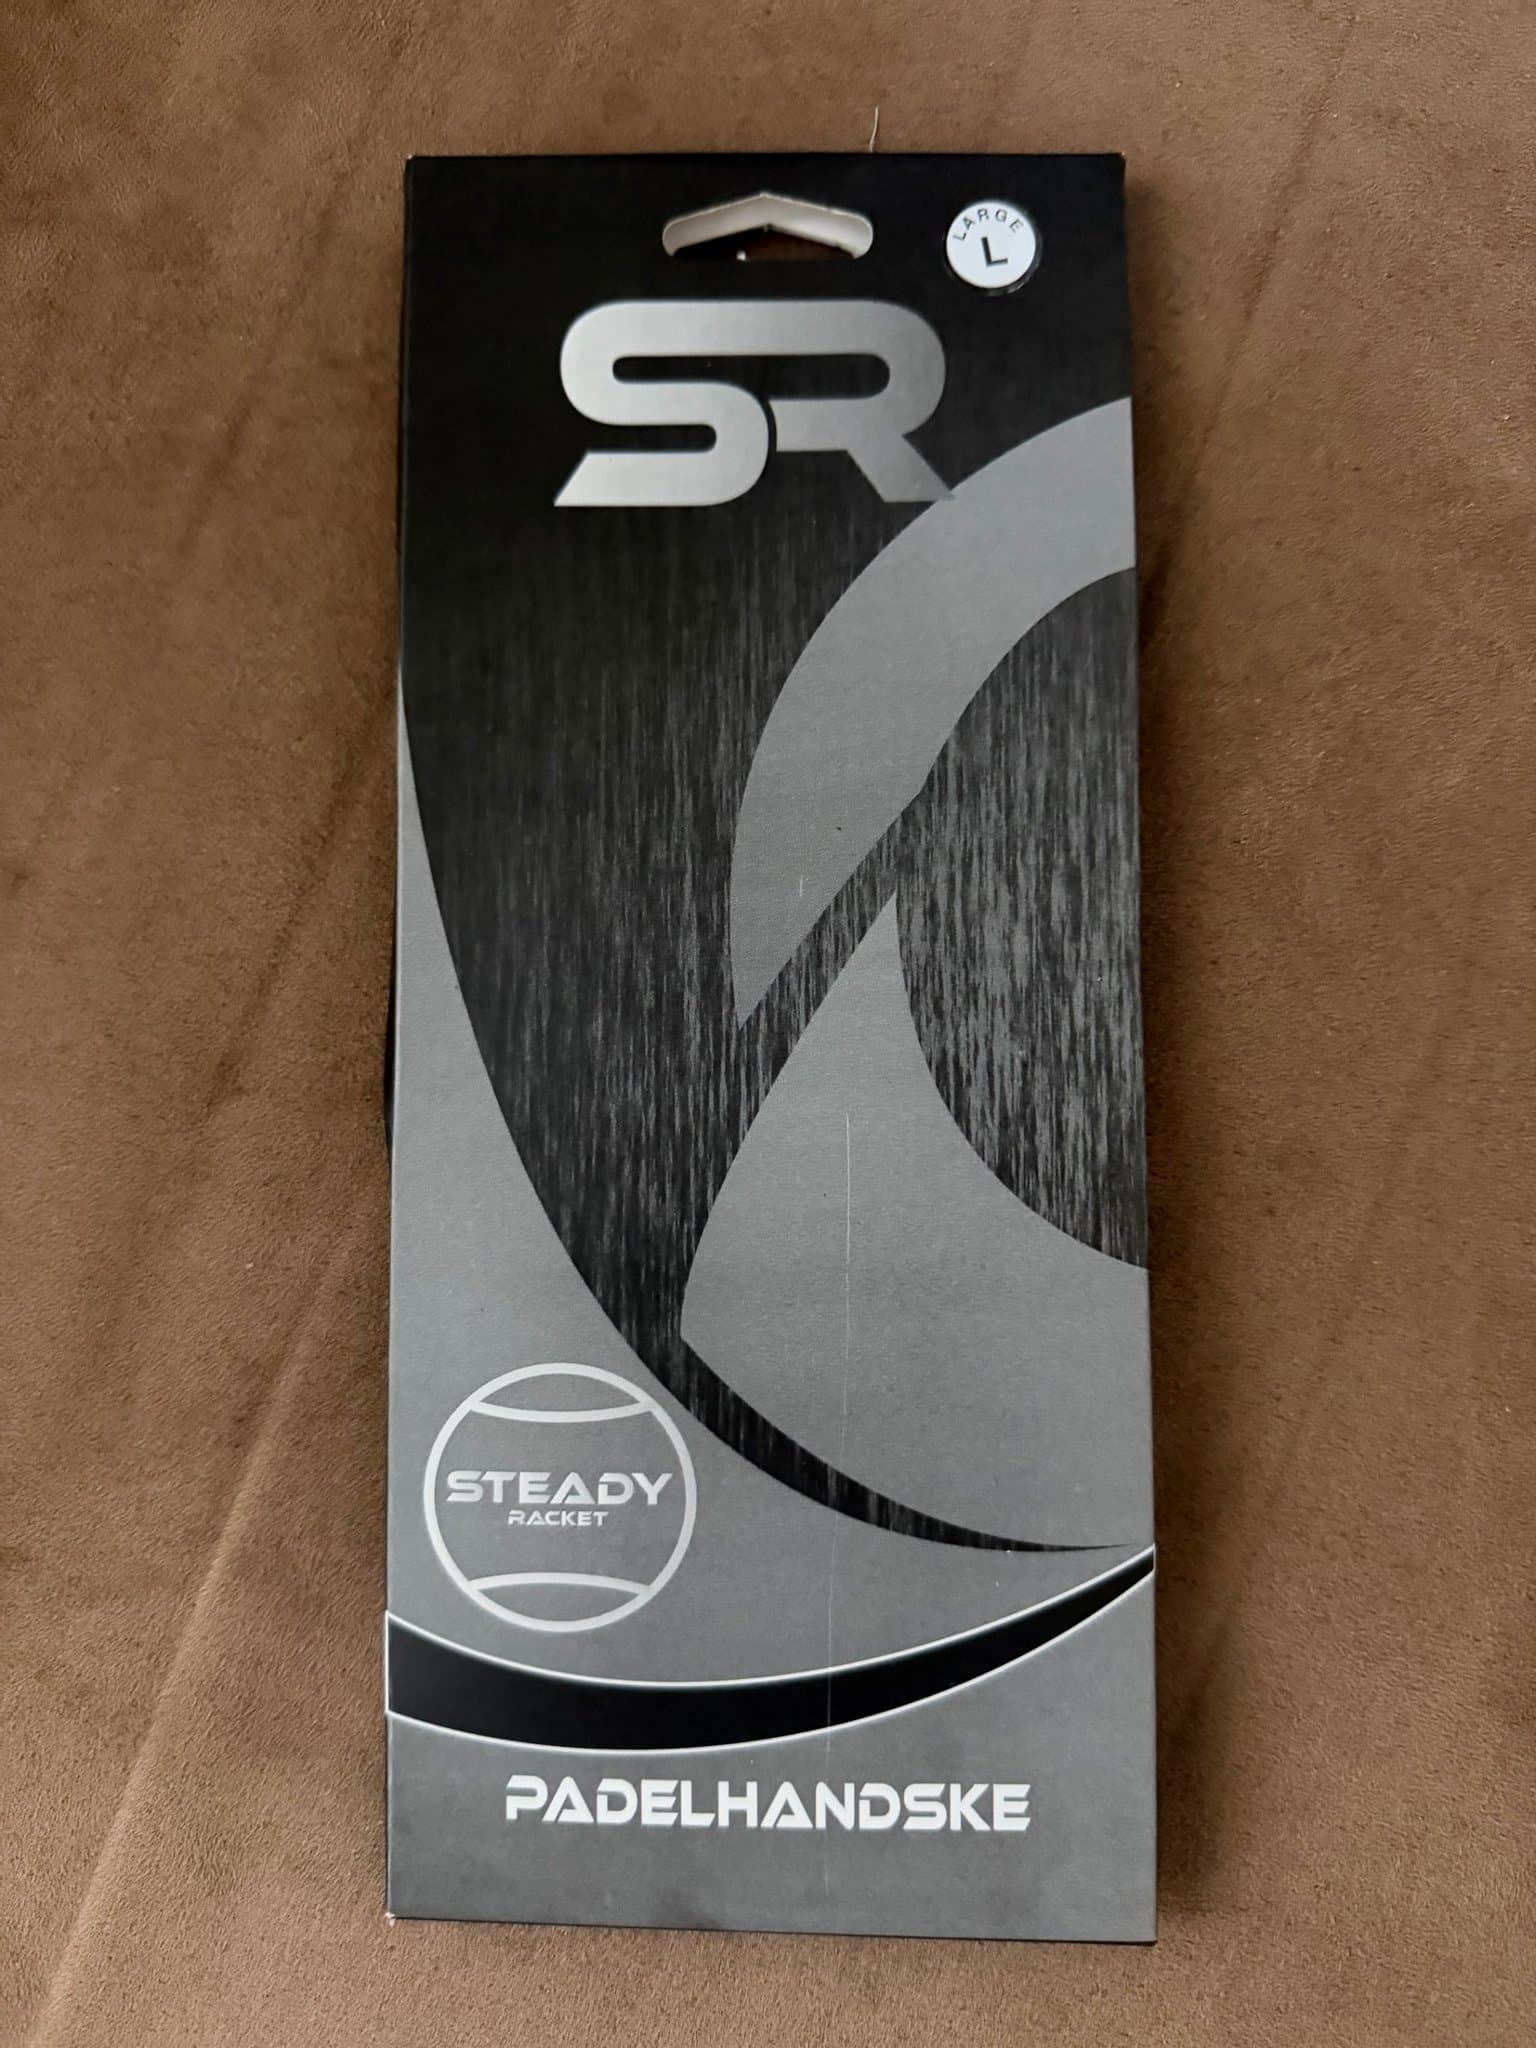 LARGE
L
SR
STEADY
RACKET
PADELHANDSKE